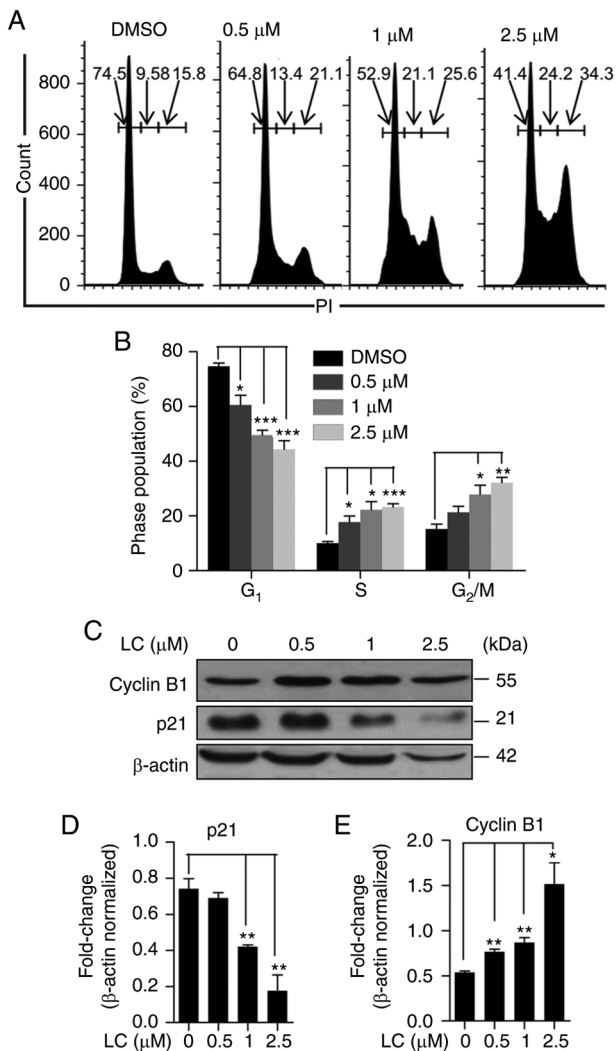 A
DMSO 0.5 μM 1 μM 2.5 μM
74.5 9.58 15.8 64.8 13.4 21.1 52.9 21.1 25.6 41.4 24.2 34.3
Count
800
600
400
200
0
PI
B
Phase population (%)
80
60
40
20
0
DMSO
0.5 μM
1 μM
2.5 μM
* *** ***
* * ***
* **
G1 S G2/M
C
LC (μM) 0 0.5 1 2.5 (kDa)
Cyclin B1 55
p21 21
β-actin 42
D
p21
Fold-change
(β-actin normalized)
1.0
0.8
0.6
0.4
0.2
0.0
** **
LC (μM) 0 0.5 1 2.5
E
Cyclin B1
Fold-change
(β-actin normalized)
2.0
1.5
1.0
0.5
0.0
** ** *
LC (μM) 0 0.5 1 2.5